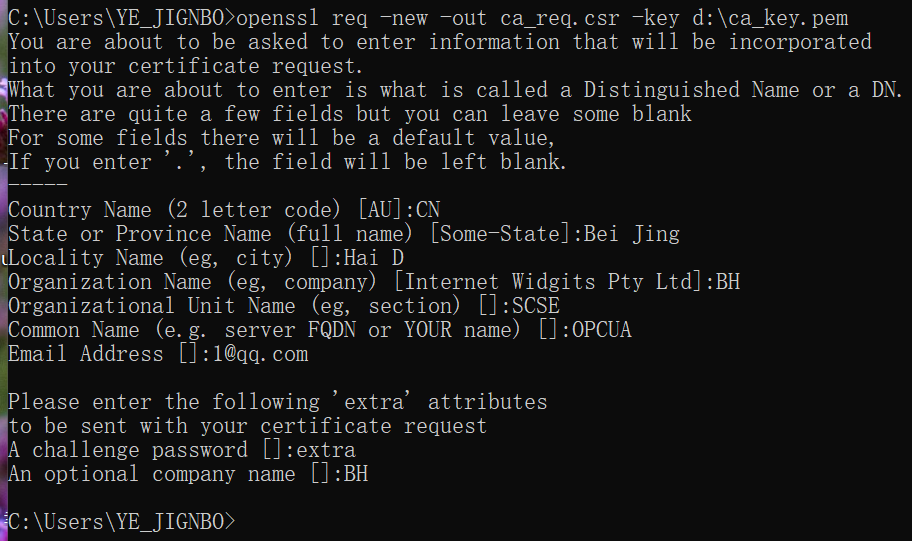 C:\Users\YE_JIGNBO>openssl req -new -out ca_req.csr -key d:\ca_key.pem
You are about to be asked to enter information that will be incorporated
into your certificate request.
What you are about to enter is what is called a Distinguished Name or a DN.
There are quite a few fields but you can leave some blank
For some fields there will be a default value,
If you enter '.', the field will be left blank.
-----
Country Name (2 letter code) [AU]:CN
State or Province Name (full name) [Some-State]:Bei Jing
Locality Name (eg, city) []:Hai D
Organization Name (eg, company) [Internet Widgits Pty Ltd]:BH
Organizational Unit Name (eg, section) []:SCSE
Common Name (e.g. server FQDN or YOUR name) []:OPCUA
Email Address []:1@qq.com
Please enter the following 'extra' attributes
to be sent with your certificate request
A challenge password []:extra
An optional company name []:BH
C:\Users\YE_JIGNBO>